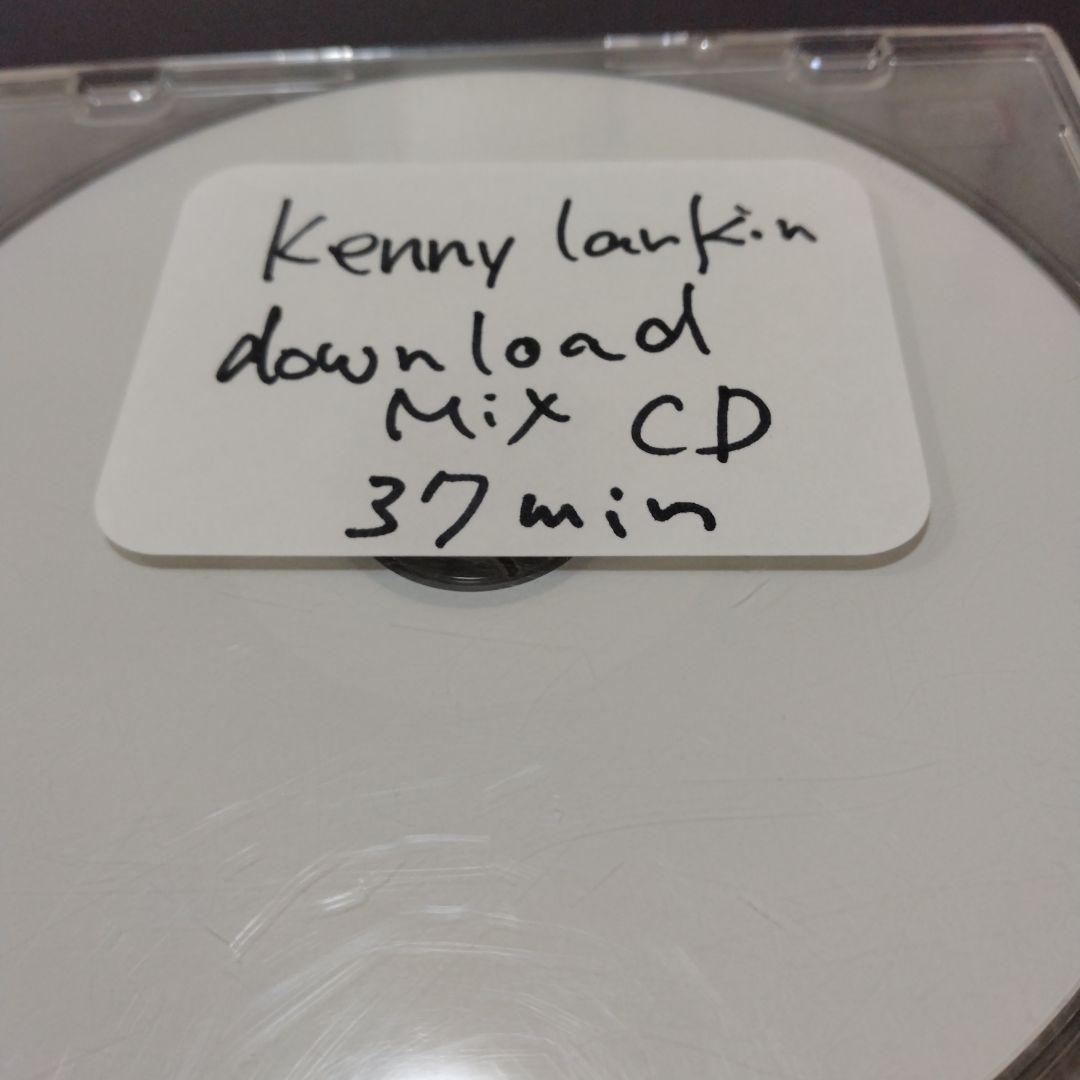 Kenny larkin
download
Mix CD
37min